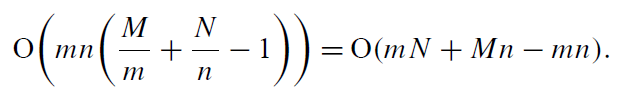 O(mn(M/m + N/n − 1)) = O(mN + Mn − mn).